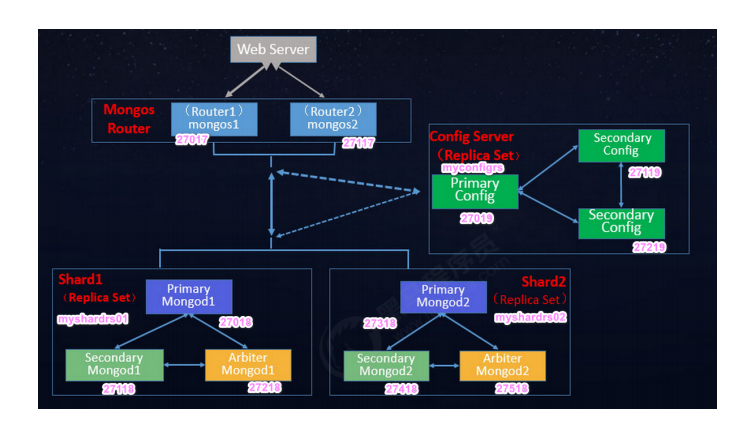 Web Server
Mongos
Router
（Router1）
mongos1
27017
（Router2）
mongos2
27117
Config Server
（Replica Set）
myconfigrs
Primary
Config
27019
Secondary
Config
27119
Secondary
Config
27219
Shard1
（Replica Set）
myshardrs01
Primary
Mongod1
27018
Secondary
Mongod1
27118
Arbiter
Mongod1
27218
Shard2
（Replica Set）
myshardrs02
Primary
Mongod2
27318
Secondary
Mongod2
27418
Arbiter
Mongod2
27518